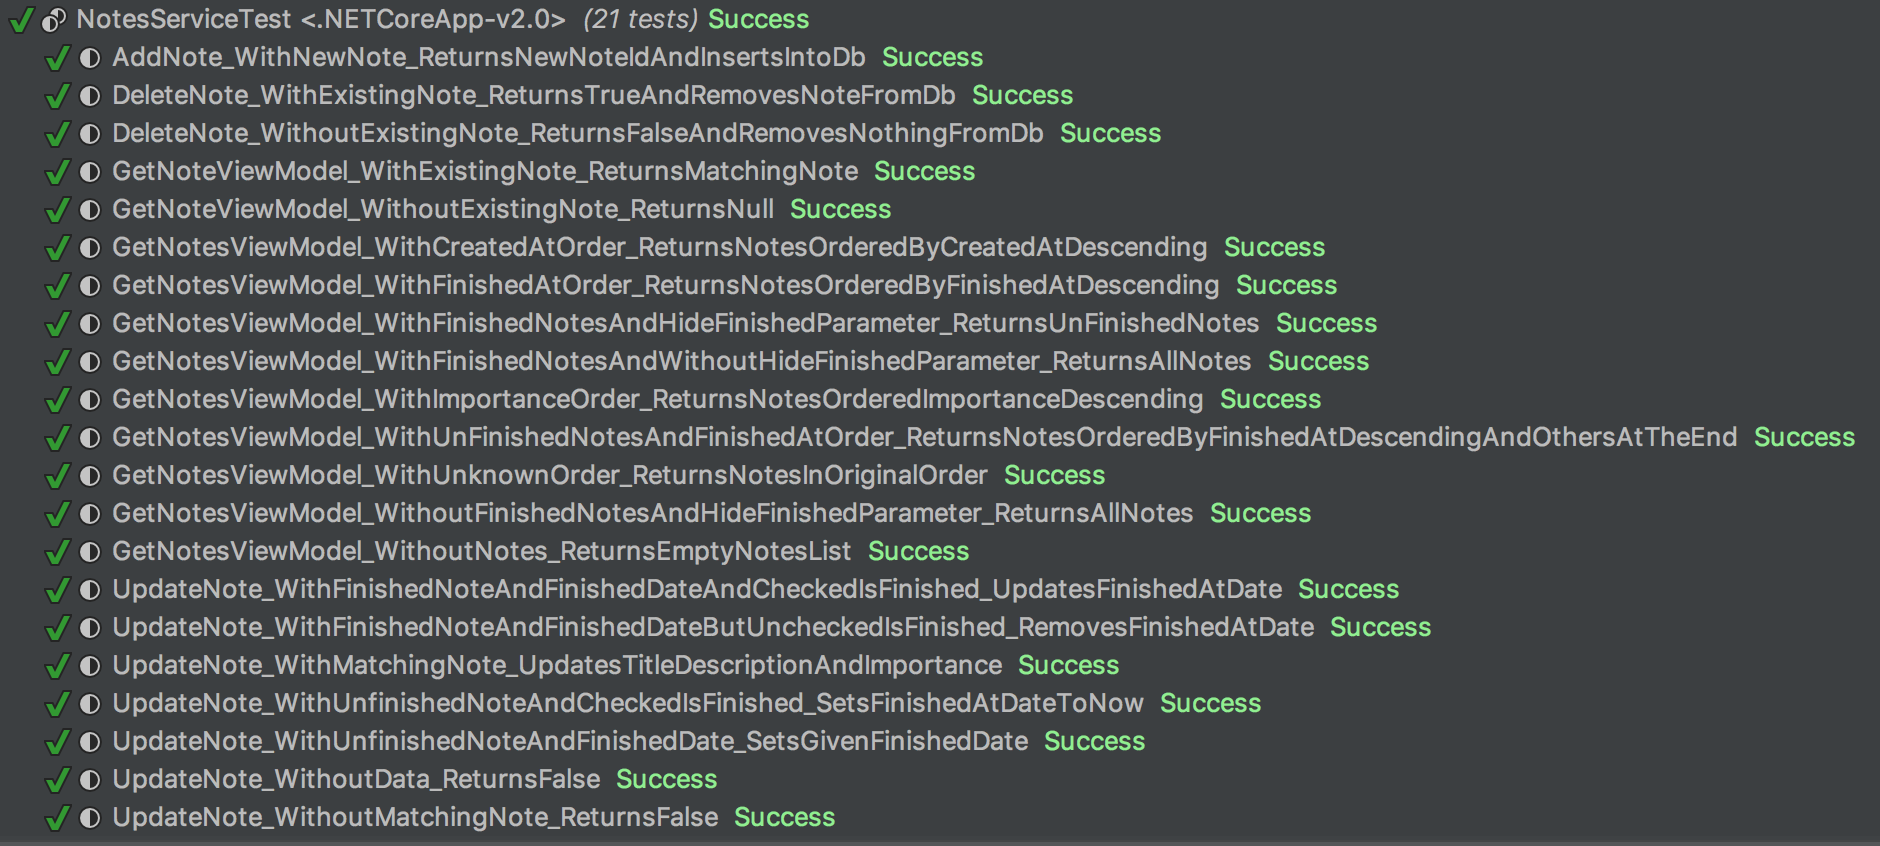 NotesServiceTest <.NETCoreApp-v2.0> (21 tests) Success
AddNote_WithNewNote_ReturnsNewNoteIdAndInsertsIntoDb Success
DeleteNote_WithExistingNote_ReturnsTrueAndRemovesNoteFromDb Success
DeleteNote_WithoutExistingNote_ReturnsFalseAndRemovesNothingFromDb Success
GetNoteViewModel_WithExistingNote_ReturnsMatchingNote Success
GetNoteViewModel_WithoutExistingNote_ReturnsNull Success
GetNotesViewModel_WithCreatedAtOrder_ReturnsNotesOrderedByCreatedAtDescending Success
GetNotesViewModel_WithFinishedAtOrder_ReturnsNotesOrderedByFinishedAtDescending Success
GetNotesViewModel_WithFinishedNotesAndHideFinishedParameter_ReturnsUnFinishedNotes Success
GetNotesViewModel_WithFinishedNotesAndWithoutHideFinishedParameter_ReturnsAllNotes Success
GetNotesViewModel_WithImportanceOrder_ReturnsNotesOrderedImportanceDescending Success
GetNotesViewModel_WithUnFinishedNotesAndFinishedAtOrder_ReturnsNotesOrderedByFinishedAtDescendingAndOthersAtTheEnd Success
GetNotesViewModel_WithUnknownOrder_ReturnsNotesInOriginalOrder Success
GetNotesViewModel_WithoutFinishedNotesAndHideFinishedParameter_ReturnsAllNotes Success
GetNotesViewModel_WithoutNotes_ReturnsEmptyNotesList Success
UpdateNote_WithFinishedNoteAndFinishedDateAndCheckedIsFinished_UpdatesFinishedAtDate Success
UpdateNote_WithFinishedNoteAndFinishedDateButUncheckedIsFinished_RemovesFinishedAtDate Success
UpdateNote_WithMatchingNote_UpdatesTitleDescriptionAndImportance Success
UpdateNote_WithUnfinishedNoteAndCheckedIsFinished_SetsFinishedAtDateToNow Success
UpdateNote_WithUnfinishedNoteAndFinishedDate_SetsGivenFinishedDate Success
UpdateNote_WithoutData_ReturnsFalse Success
UpdateNote_WithoutMatchingNote_ReturnsFalse Success